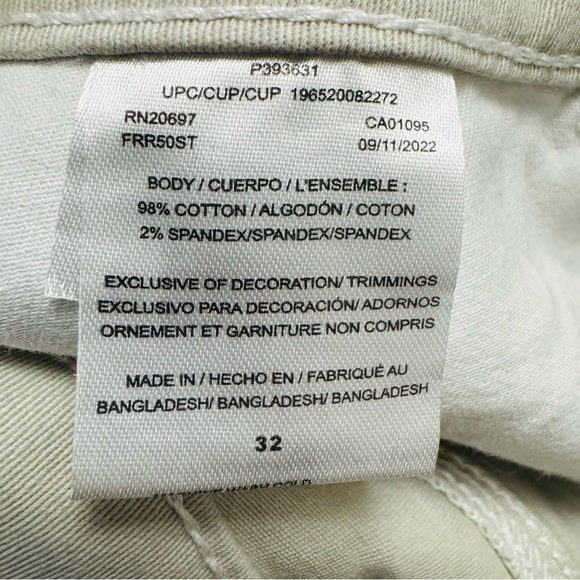 P393631
UPC/CUP/CUP 196520082272
RN20697 CA01095
FRR50ST 09/11/2022
BODY / CUERPO / L'ENSEMBLE :
98% COTTON / ALGODÓN / COTON
2% SPANDEX/SPANDEX/SPANDEX
EXCLUSIVE OF DECORATION/ TRIMMINGS
EXCLUSIVO PARA DECORACIÓN/ ADORNOS
ORNEMENT ET GARNITURE NON COMPRIS
MADE IN / HECHO EN / FABRIQUÉ AU
BANGLADESH/ BANGLADESH/ BANGLADESH
32
WASH COLD